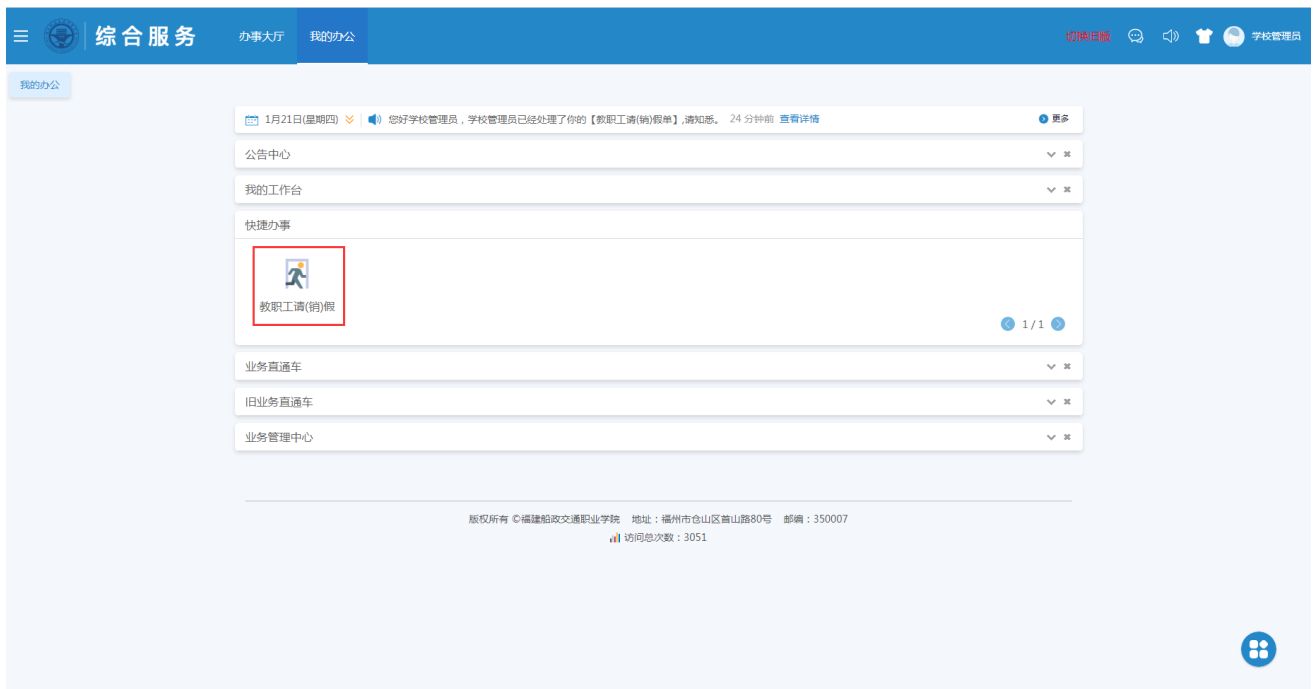 综合服务 办事大厅 我的办公 切换旧版 学校管理员
我的办公
1月21日(星期四) 您好学校管理员，学校管理员已经处理了你的【教职工请(销)假单】,请知悉。 24 分钟前 查看详情 更多
公告中心
我的工作台
快捷办事
教职工请(销)假
1 / 1
业务直通车
旧业务直通车
业务管理中心
版权所有 ©福建船政交通职业学院 地址：福州市仓山区首山路80号 邮编：350007
访问总次数：3051